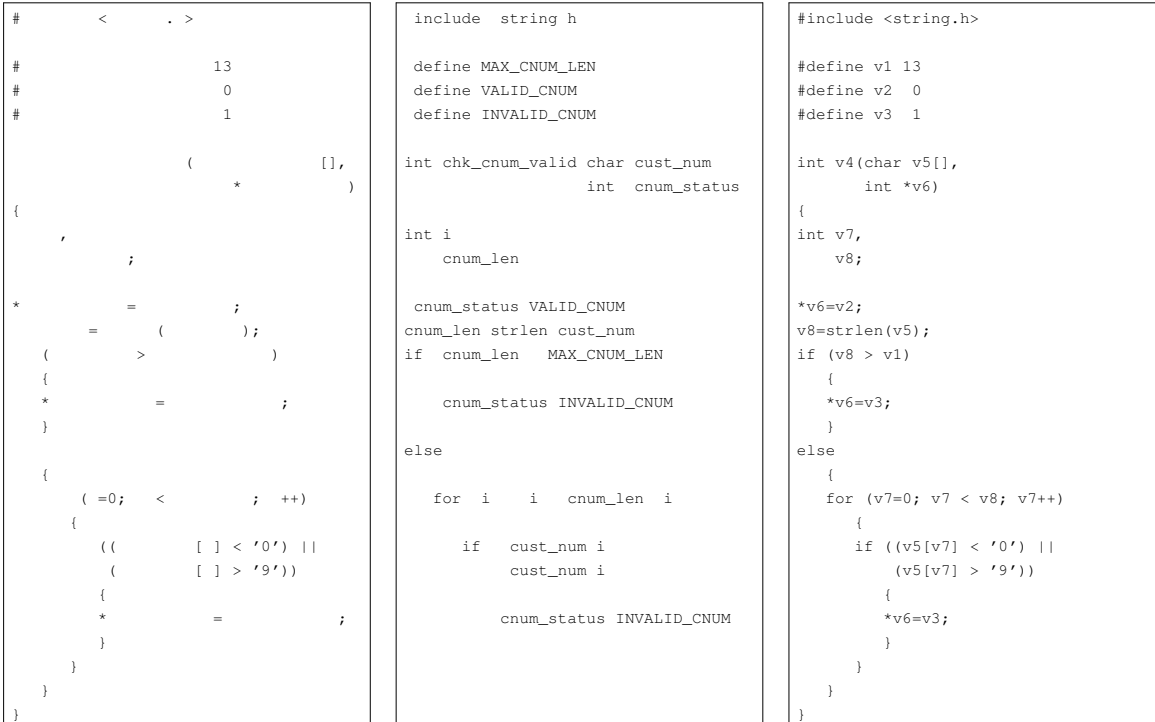 #        <      . >

#                          13
#                           0
#                           1

                       (                [],
                             *             )
{
      ,
               ;

*              =            ;
          =       (          );
    (           >                )
    {
    *             =              ;
    }

    {
         ( =0;   <           ;  ++)
        {
            ((          [ ] < '0') ||
             (          [ ] > '9'))
            {
            *             =              ;
            }
        }
    }
}
 include  string h

 define MAX_CNUM_LEN
 define VALID_CNUM
 define INVALID_CNUM

int chk_cnum_valid char cust_num
                       int  cnum_status

int i
     cnum_len

 cnum_status VALID_CNUM
cnum_len strlen cust_num
if  cnum_len   MAX_CNUM_LEN

     cnum_status INVALID_CNUM

else

    for  i    i   cnum_len  i

        if   cust_num i
             cust_num i

            cnum_status INVALID_CNUM
#include <string.h>

#define v1 13
#define v2  0
#define v3  1

int v4(char v5[],
        int *v6)
{
int v7,
     v8;

*v6=v2;
v8=strlen(v5);
if (v8 > v1)
    {
    *v6=v3;
    }
else
    {
    for (v7=0; v7 < v8; v7++)
        {
        if ((v5[v7] < '0') ||
             (v5[v7] > '9'))
            {
            *v6=v3;
            }
        }
    }
}